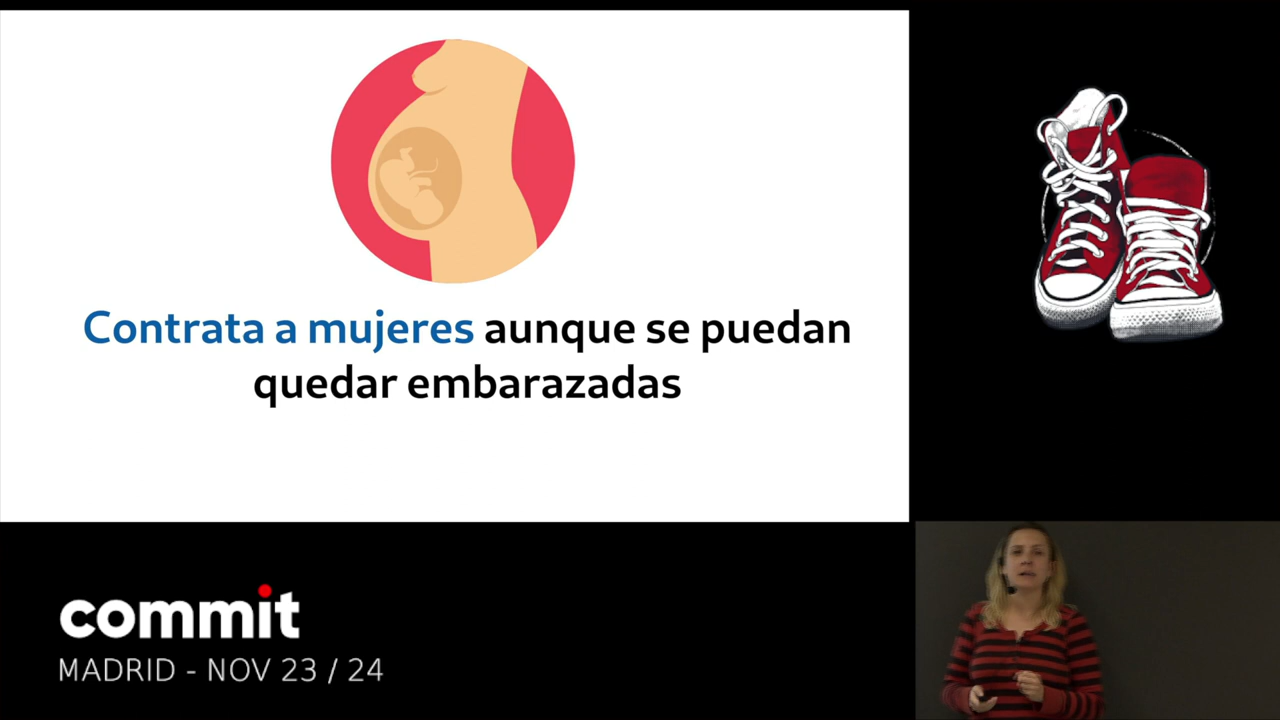 Contrata a mujeres aunque se puedan
quedar embarazadas
commit
MADRID - NOV 23 / 24